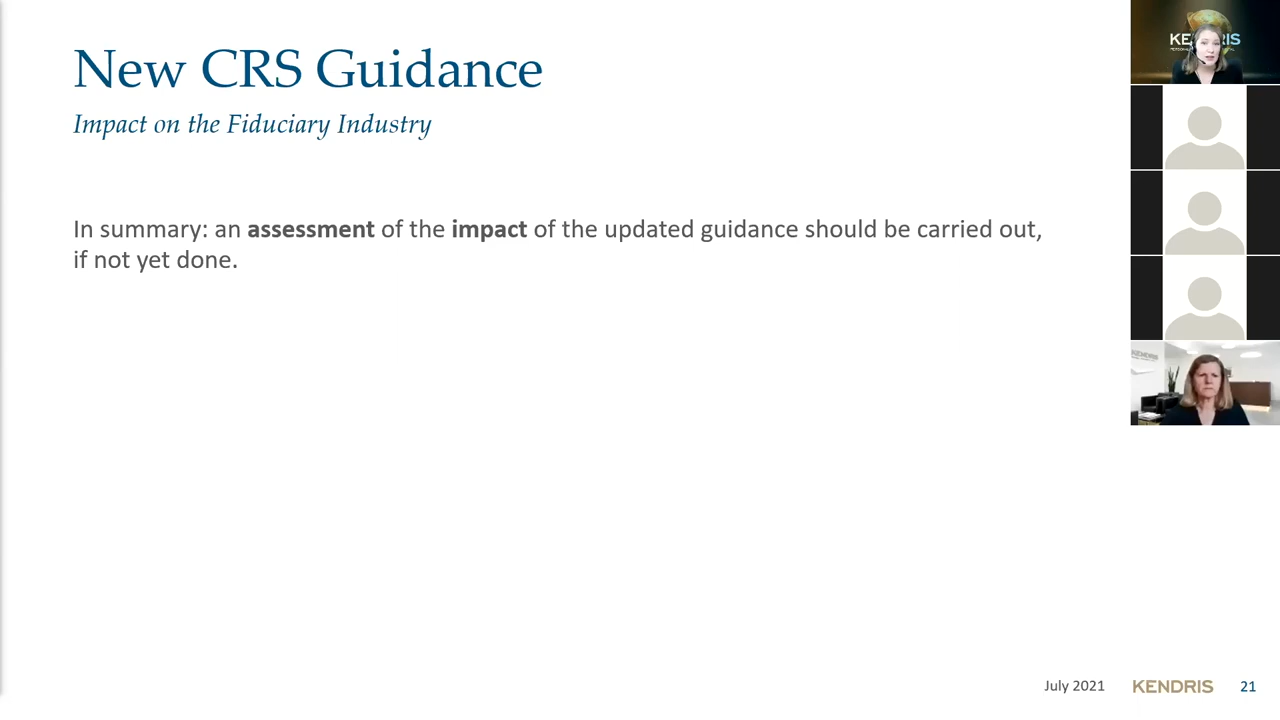 New CRS Guidance
Impact on the Fiduciary Industry
In summary: an assessment of the impact of the updated guidance should be carried out,
if not yet done.
July 2021 KENDRIS 21
KENDRIS